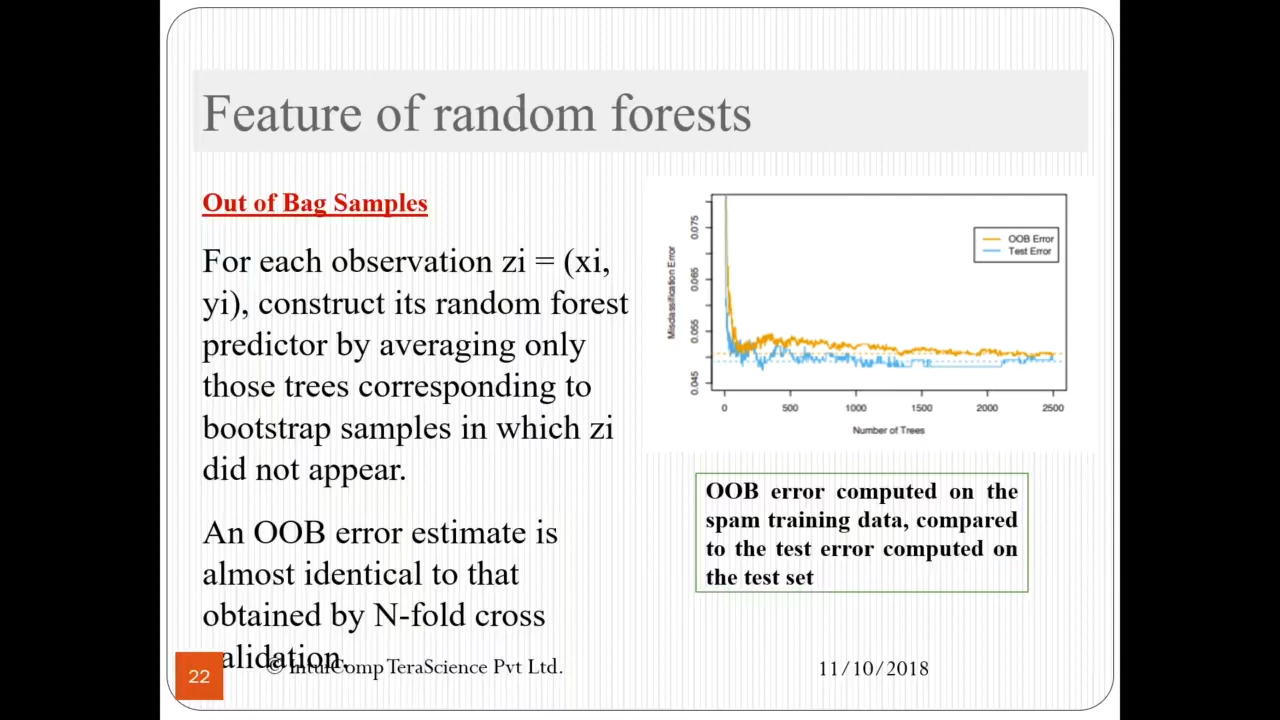 Feature of random forests
Out of Bag Samples
For each observation zi = (xi,
yi), construct its random forest
predictor by averaging only
those trees corresponding to
bootstrap samples in which zi
did not appear.
An OOB error estimate is
almost identical to that
obtained by N-fold cross
validation.
OOB Error
Test Error
Misclassification Error
0.045
0.055
0.065
0.075
0 500 1000 1500 2000 2500
Number of Trees
OOB error computed on the
spam training data, compared
to the test error computed on
the test set
22
© IntuiComp TeraScience Pvt Ltd.
11/10/2018